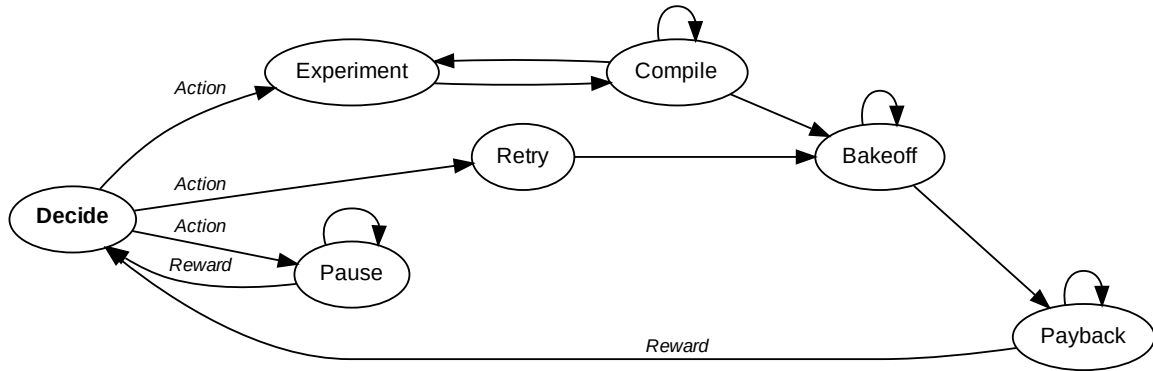 Compile
Experiment
Action
Retry
Bakeoff
Action
Decide
Action
Reward
Pause
Payback
Reward